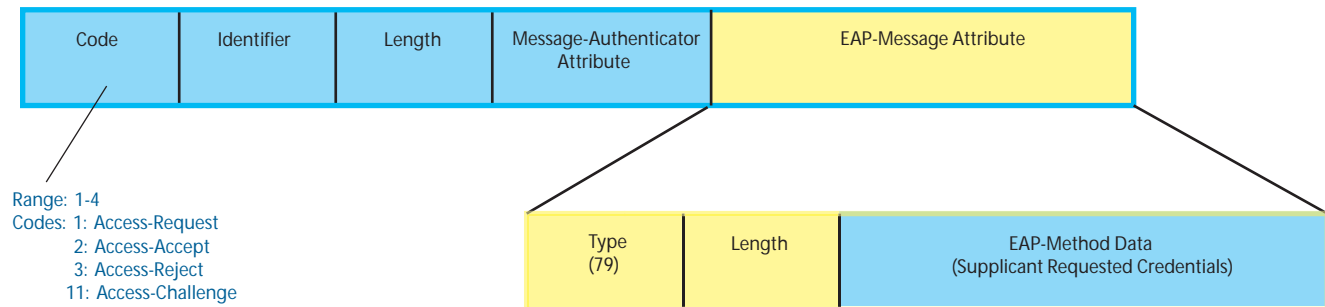 Code
Identifier
Length
Message-Authenticator
Attribute
EAP-Message Attribute
Range: 1-4
Codes: 1: Access-Request
2: Access-Accept
3: Access-Reject
11: Access-Challenge
Type
(79)
Length
EAP-Method Data
(Supplicant Requested Credentials)